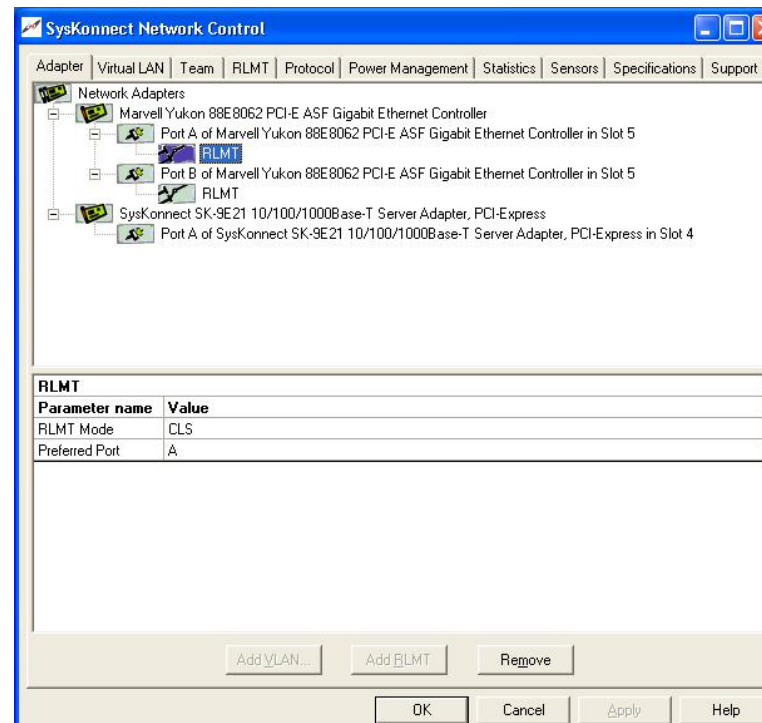 SysKonnect Network Control
Adapter Virtual LAN Team RLMT Protocol Power Management Statistics Sensors Specifications Support
Network Adapters
Marvell Yukon 88E8062 PCI-E ASF Gigabit Ethernet Controller
Port A of Marvell Yukon 88E8062 PCI-E ASF Gigabit Ethernet Controller in Slot 5
RLMT
Port B of Marvell Yukon 88E8062 PCI-E ASF Gigabit Ethernet Controller in Slot 5
RLMT
SysKonnect SK-9E21 10/100/1000Base-T Server Adapter, PCI-Express
Port A of SysKonnect SK-9E21 10/100/1000Base-T Server Adapter, PCI-Express in Slot 4
RLMT
Parameter name Value
RLMT Mode CLS
Preferred Port A
Add VLAN... Add RLMT Remove
OK Cancel Apply Help